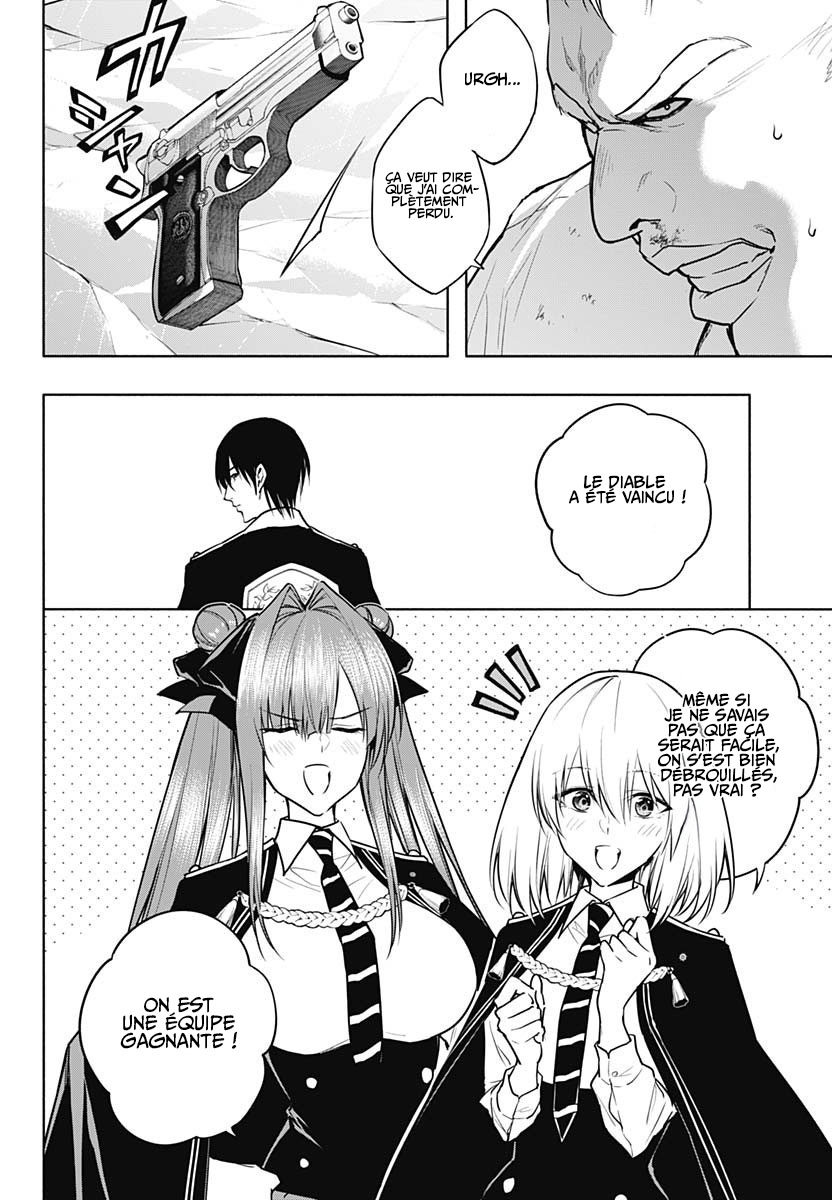 URGH...
ÇA VEUT DIRE
QUE J'AI COM-
PLÈTEMENT
PERDU.
ガシャン
LE DIABLE
A ÉTÉ VAINCU !
MÊME SI
JE NE SAVAIS
PAS QUE ÇA
SERAIT FACILE,
ON S'EST BIEN
DÉBROUILLÉS,
PAS VRAI ?
ON EST
UNE ÉQUIPE
GAGNANTE !